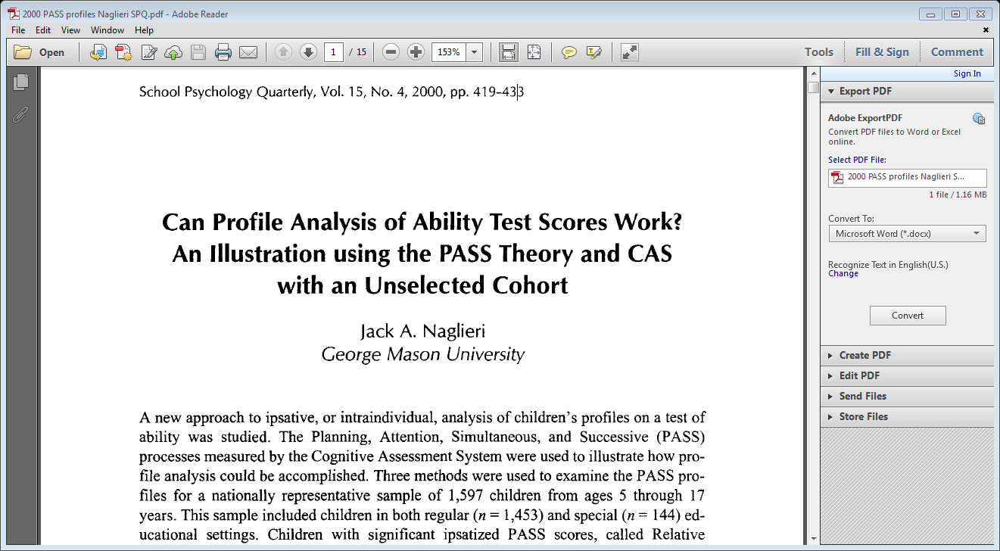 2000 PASS profiles Naglieri SPQ.pdf - Adobe Reader
File Edit View Window Help
Open 1 / 15 153% Tools Fill & Sign Comment
Sign In
School Psychology Quarterly, Vol. 15, No. 4, 2000, pp. 419–433
Can Profile Analysis of Ability Test Scores Work?
An Illustration using the PASS Theory and CAS
with an Unselected Cohort
Jack A. Naglieri
George Mason University
A new approach to ipsative, or intraindividual, analysis of children's profiles on a test of
ability was studied. The Planning, Attention, Simultaneous, and Successive (PASS)
processes measured by the Cognitive Assessment System were used to illustrate how pro-
file analysis could be accomplished. Three methods were used to examine the PASS pro-
files for a nationally representative sample of 1,597 children from ages 5 through 17
years. This sample included children in both regular (n = 1,453) and special (n = 144) ed-
ucational settings. Children with significant ipsatized PASS scores, called Relative
Export PDF
Adobe ExportPDF
Convert PDF files to Word or Excel
online.
Select PDF File:
2000 PASS profiles Naglieri S...
1 file / 1.16 MB
Convert To:
Microsoft Word (*.docx)
Recognize Text in English(U.S.)
Change
Convert
Create PDF
Edit PDF
Send Files
Store Files